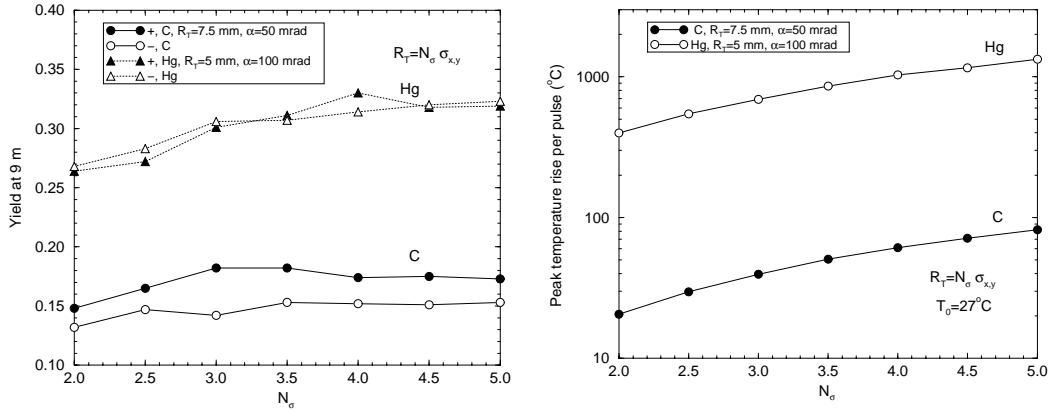 +, C, R_T=7.5 mm, α=50 mrad
−, C
+, Hg, R_T=5 mm, α=100 mrad
−, Hg
R_T=N_σ σ_x,y
Hg
C
0.40
0.30
0.20
0.15
0.10
Yield at 9 m
2.0 2.5 3.0 3.5 4.0 4.5 5.0
N_σ
C, R_T=7.5 mm, α=50 mrad
Hg, R_T=5 mm, α=100 mrad
Hg
C
R_T=N_σ σ_x,y
T_0=27°C
1000
100
10
Peak temperature rise per pulse (°C)
2.0 2.5 3.0 3.5 4.0 4.5 5.0
N_σ